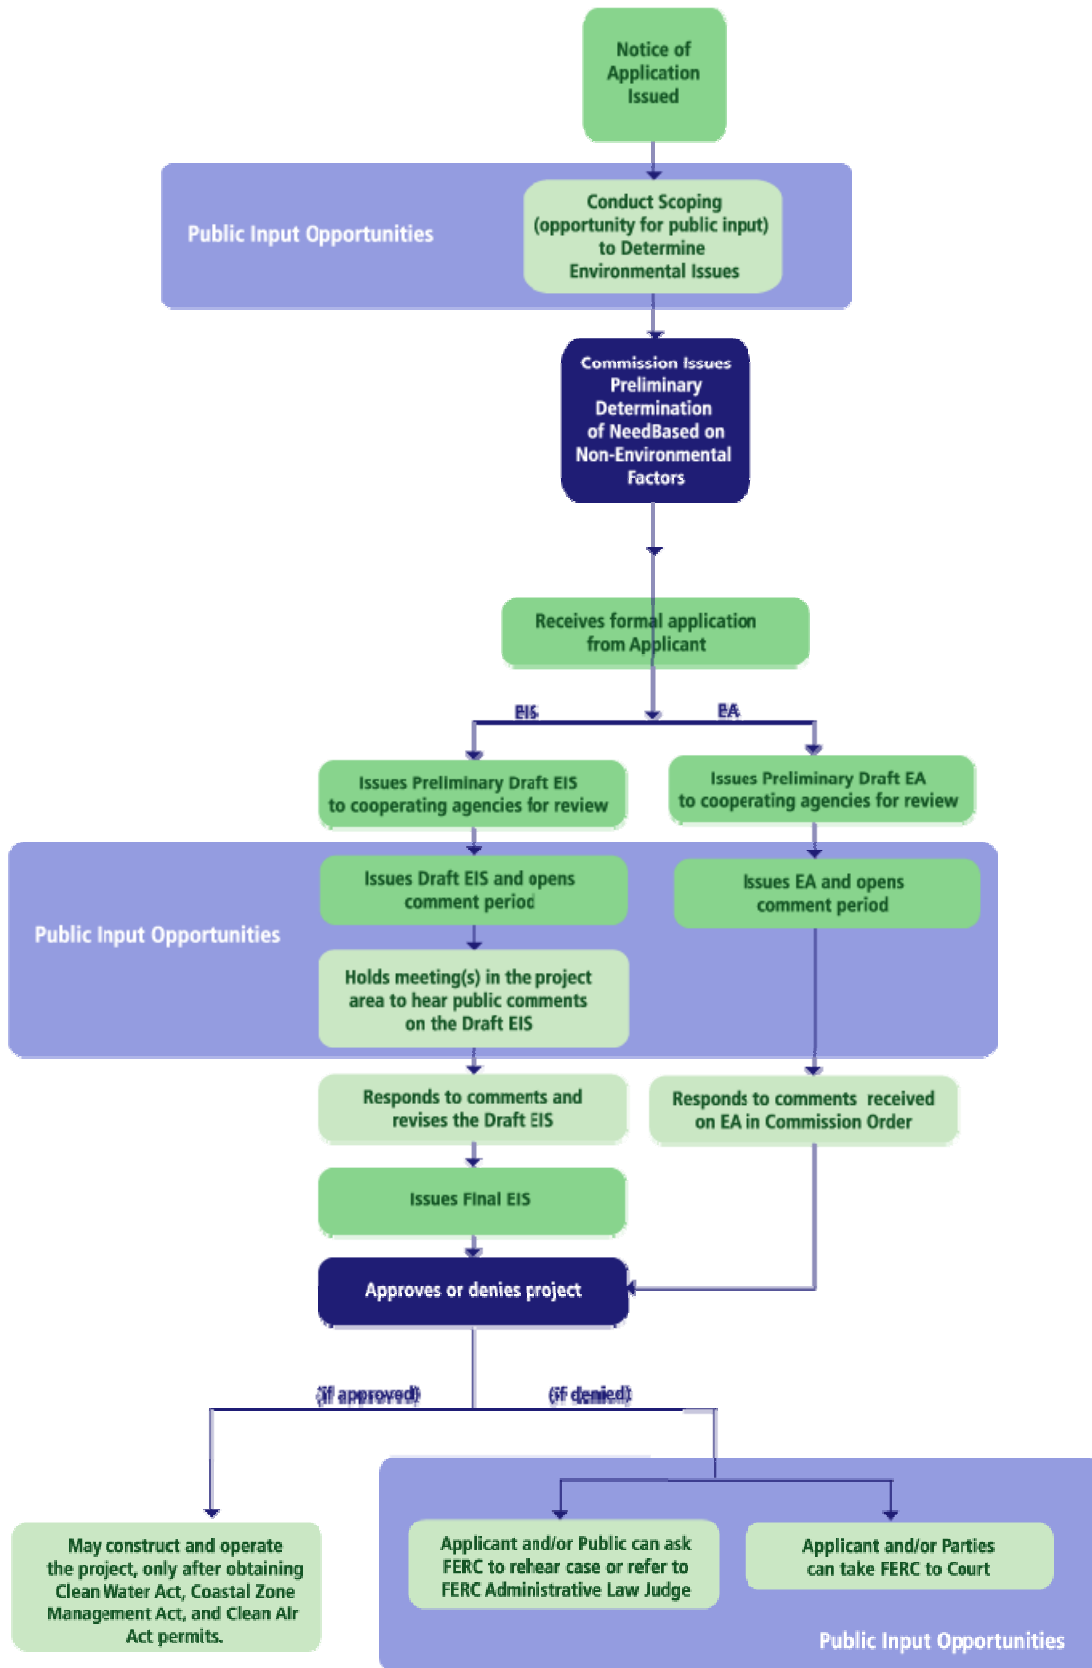 Notice of
Application
Issued
Public Input Opportunities
Conduct Scoping
(opportunity for public input)
to Determine
Environmental Issues
Commission Issues
Preliminary
Determination
of NeedBased on
Non-Environmental
Factors
Receives formal application
from Applicant
EIS
EA
Issues Preliminary Draft EIS
to cooperating agencies for review
Issues Preliminary Draft EA
to cooperating agencies for review
Public Input Opportunities
Issues Draft EIS and opens
comment period
Issues EA and opens
comment period
Holds meeting(s) in the project
area to hear public comments
on the Draft EIS
Responds to comments and
revises the Draft EIS
Responds to comments received
on EA in Commission Order
Issues Final EIS
Approves or denies project
(if approved)
(if denied)
May construct and operate
the project, only after obtaining
Clean Water Act, Coastal Zone
Management Act, and Clean Air
Act permits.
Applicant and/or Public can ask
FERC to rehear case or refer to
FERC Administrative Law Judge
Applicant and/or Parties
can take FERC to Court
Public Input Opportunities